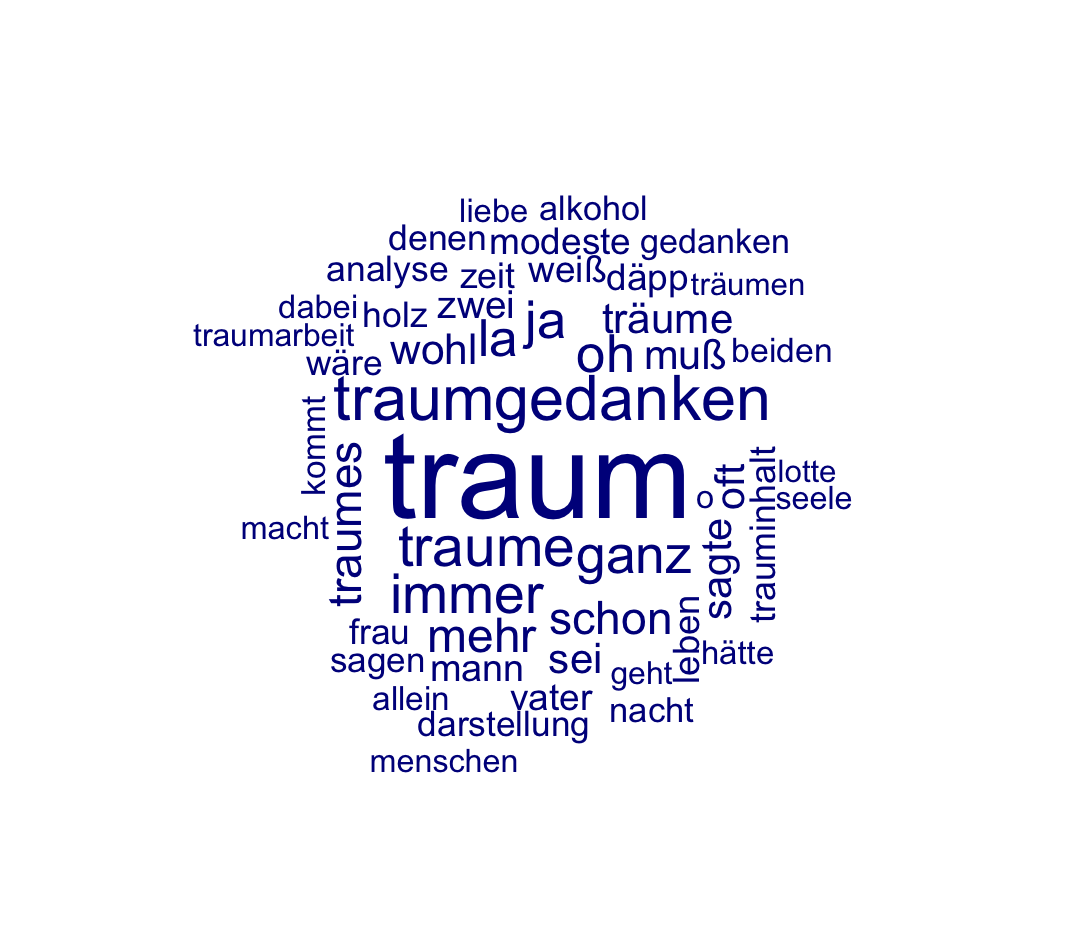 liebe alkohol
denen modeste gedanken
analyse zeit weiß däpp träumen
dabei holz zwei la ja träume
traumarbeit wäre wohl oh muß beiden
traumgedanken
kommt traumes traum o oft trauminhalt lotte
seele
macht traume ganz sagte
immer schon leben
frau mehr sei hätte
sagen mann geht
allein vater nacht
darstellung
menschen